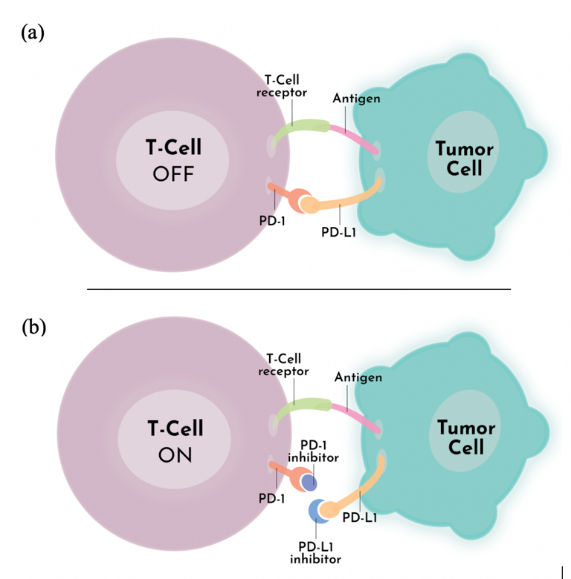 (a)
T-Cell
receptor
Antigen
T-Cell
OFF
Tumor
Cell
PD-1
PD-L1
(b)
T-Cell
receptor
Antigen
T-Cell
ON
Tumor
Cell
PD-1
inhibitor
PD-1
PD-L1
PD-L1
inhibitor